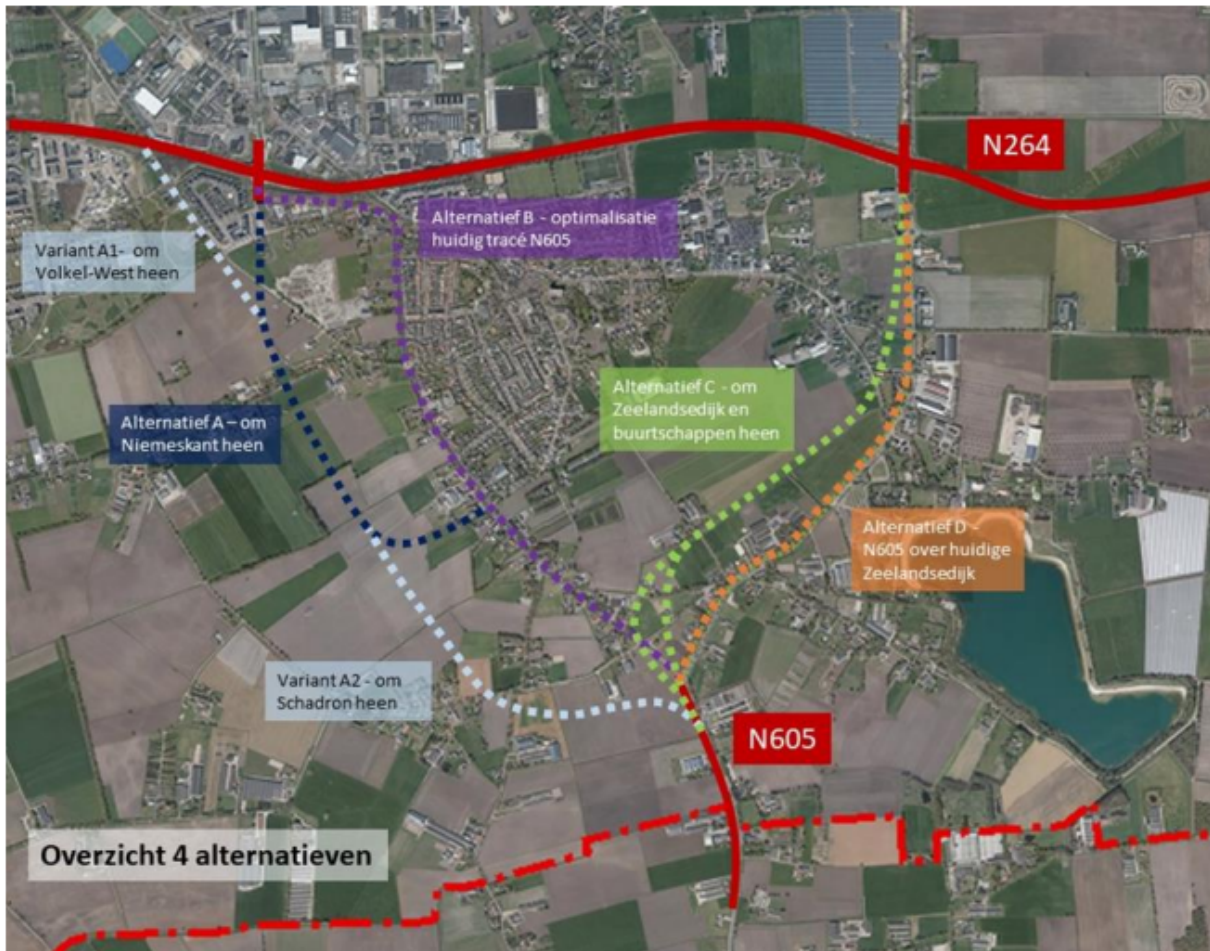 N264
Alternatief B - optimalisatie
huidig tracé N605
Variant A1- om
Volkel-West heen
Alternatief A – om
Niemeskant heen
Alternatief C - om
Zeelandsedijk en
buurtschappen heen
Alternatief D -
N605 over huidige
Zeelandsedijk
Variant A2 - om
Schadron heen
N605
Overzicht 4 alternatieven